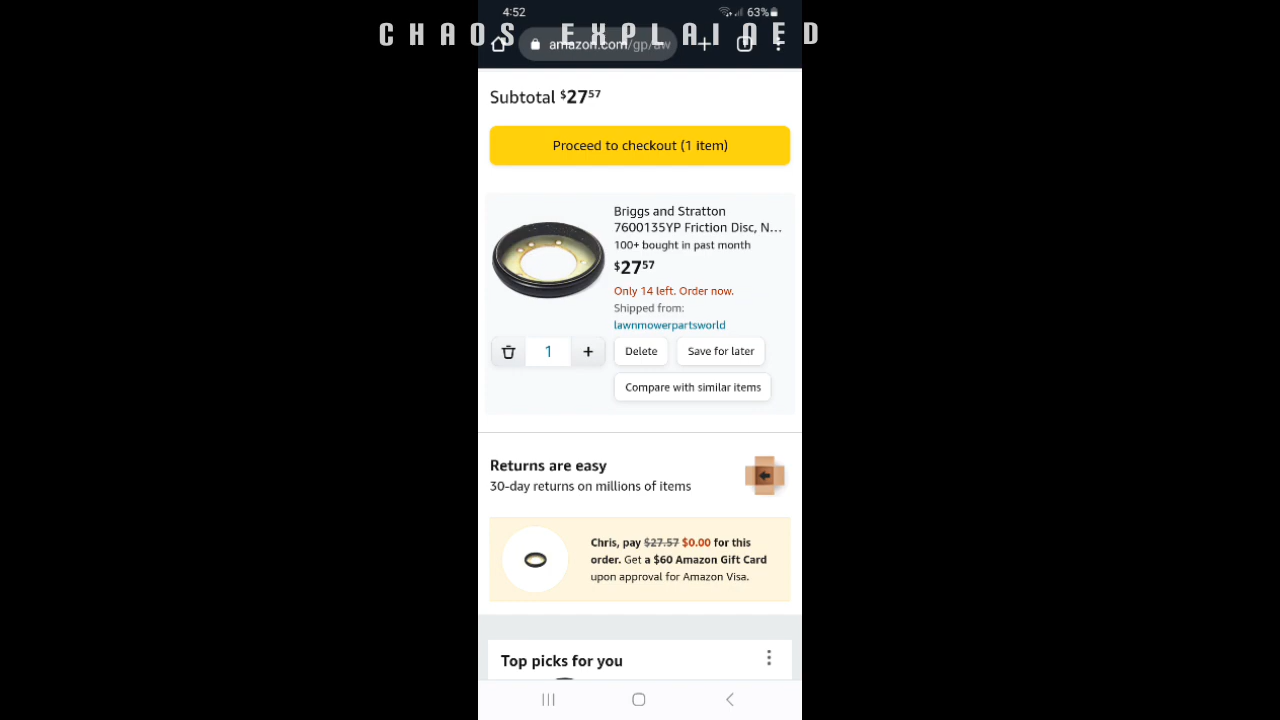 4:52
63%
CHAOS EXPLAINED
amazon.com/gp/aw
Subtotal $27.57
Proceed to checkout (1 item)
Briggs and Stratton
7600135YP Friction Disc, N...
100+ bought in past month
$27.57
Only 14 left. Order now.
Shipped from:
lawnmowerpartsworld
1 +
Delete
Save for later
Compare with similar items
Returns are easy
30-day returns on millions of items
Chris, pay $27.57 $0.00 for this
order. Get a $60 Amazon Gift Card
upon approval for Amazon Visa.
Top picks for you